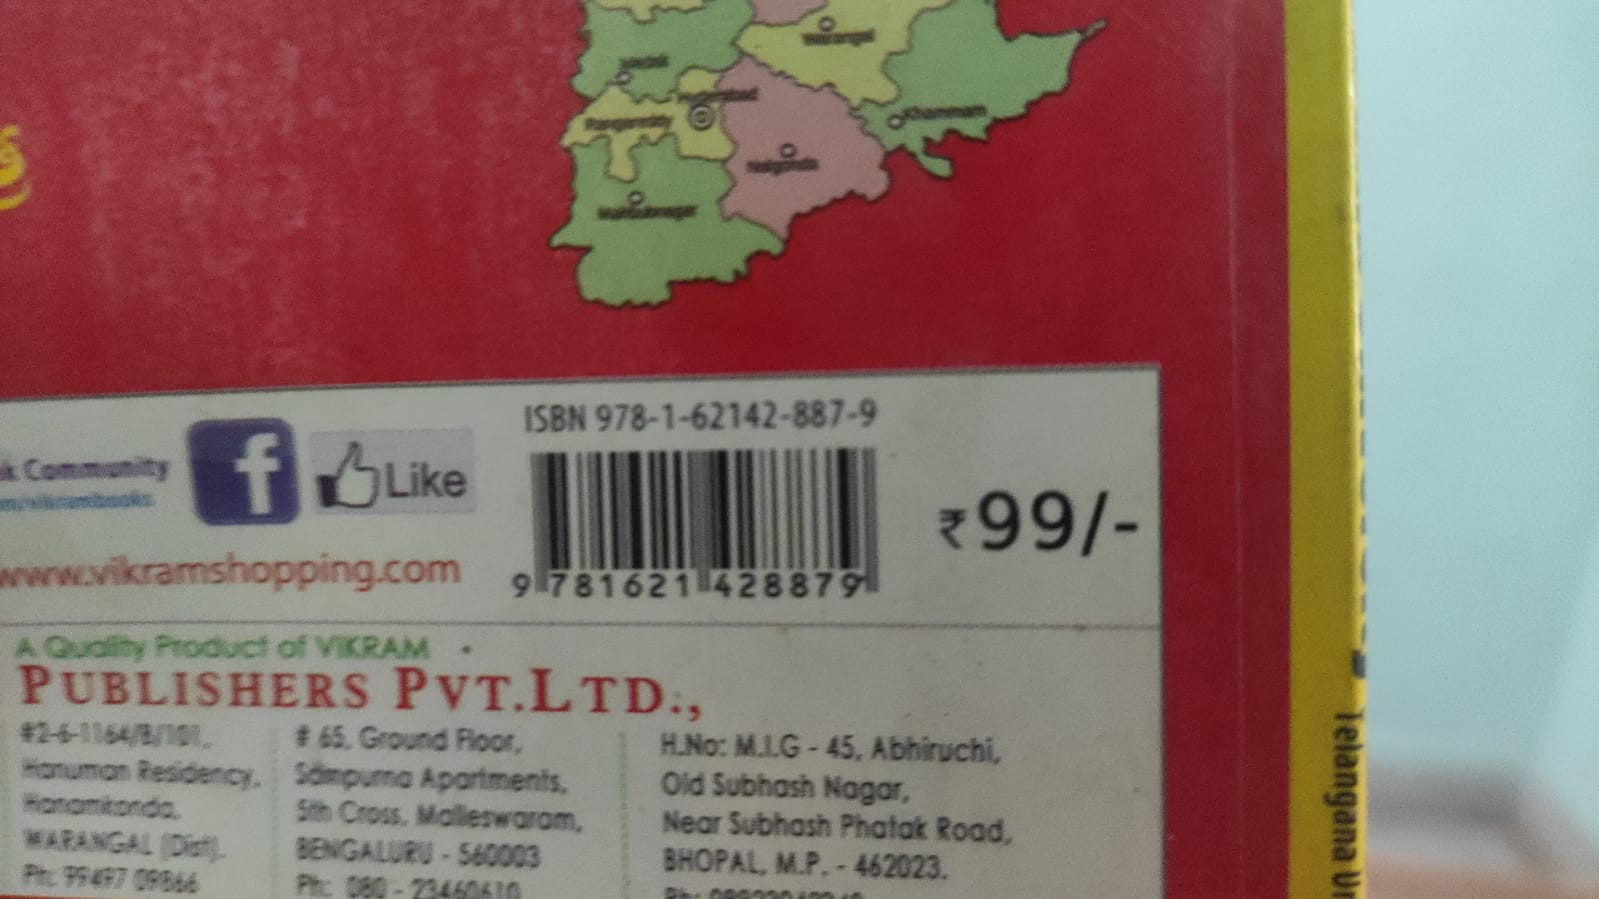 Warangal
Medak
Hyderabad
Rangareddy
Khammam
Nalgonda
Mahbubnagar
ISBN 978-1-62142-887-9
Community
f
Like
₹99/-
www.vikramshopping.com
9 781621 428879
A Quality Product of VIKRAM
PUBLISHERS PVT.LTD.,
#2-6-1164/B/101,
Hanuman Residency,
Hanamkonda,
WARANGAL (Dist).
Ph: 99497 09866
# 65, Ground Floor,
Sampurna Apartments,
5th Cross, Malleswaram,
BENGALURU - 560003
Ph: 080 - 23460610
H.No: M.I.G - 45, Abhiruchi,
Old Subhash Nagar,
Near Subhash Phatak Road,
BHOPAL, M.P. - 462023.
Telangana